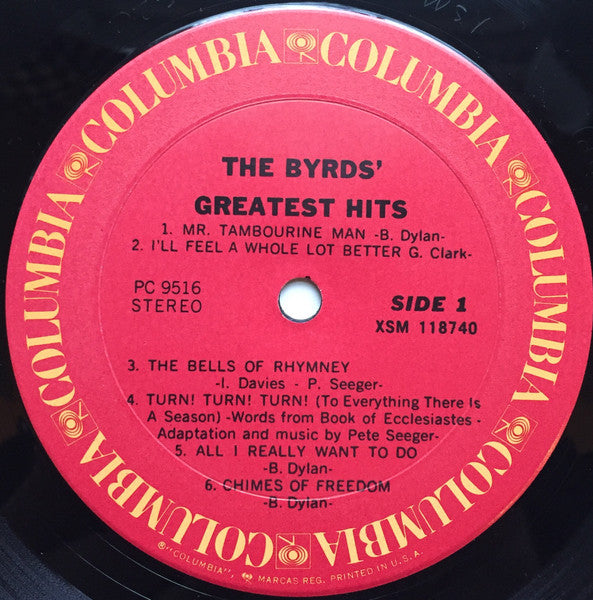 COLUMBIA COLUMBIA COLUMBIA COLUMBIA COLUMBIA COLUMBIA
THE BYRDS'
GREATEST HITS
1. MR. TAMBOURINE MAN -B. Dylan-
2. I'LL FEEL A WHOLE LOT BETTER G. Clark-
PC 9516
STEREO
SIDE 1
XSM 118740
3. THE BELLS OF RHYMNEY
-I. Davies - P. Seeger-
4. TURN! TURN! TURN! (To Everything There Is
A Season) -Words from Book of Ecclesiastes -
Adaptation and music by Pete Seeger-
5. ALL I REALLY WANT TO DO
-B. Dylan-
6. CHIMES OF FREEDOM
-B. Dylan-
®"COLUMBIA", MARCAS REG. PRINTED IN U.S.A.